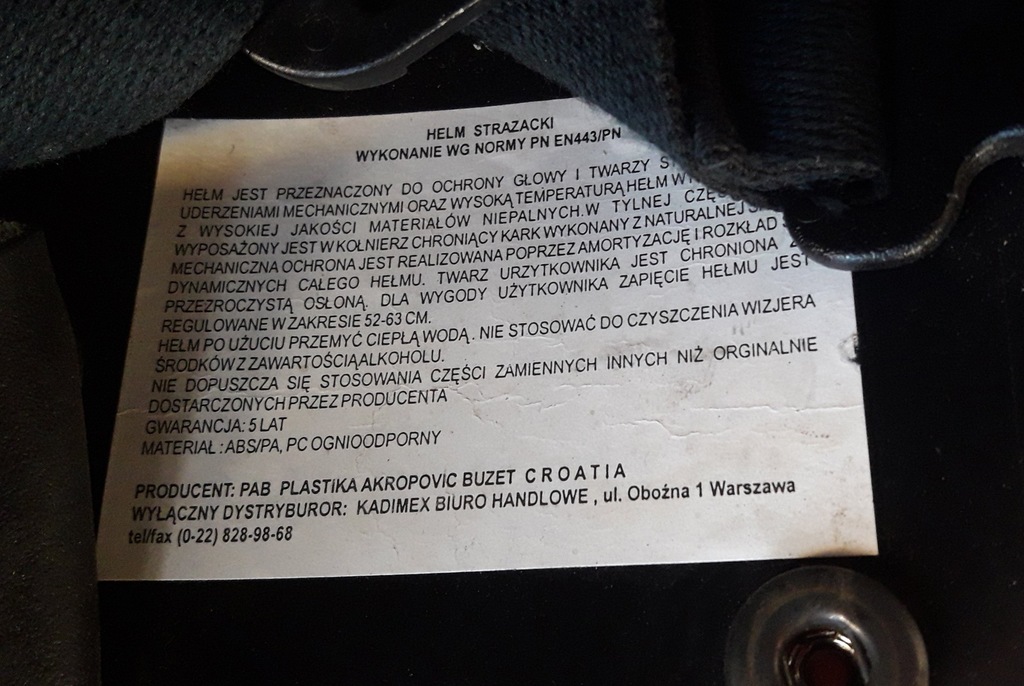 HEŁM STRAZACKI
WYKONANIE WG NORMY PN EN443/PN
HEŁM JEST PRZEZNACZONY DO OCHRONY GŁOWY I TWARZY
UDERZENIAMI MECHANICZNYMI ORAZ WYSOKĄ TEMPERATURĄ HEŁM
Z WYSOKIEJ JAKOŚCI MATERIAŁÓW NIEPALNYCH. W TYLNEJ
WYPOSAŻONY JEST W KOŁNIERZ CHRONIĄCY KARK WYKONANY Z NATURALNEJ
MECHANICZNA OCHRONA JEST REALIZOWANA POPRZEZ AMORTYZACJĘ I ROZKŁAD
DYNAMICZNYCH CAŁEGO HEŁMU. TWARZ URZYTKOWNIKA JEST CHRONIONA
PRZEZROCZYSTĄ OSŁONĄ. DLA WYGODY UŻYTKOWNIKA ZAPIĘCIE HEŁMU JEST
REGULOWANE W ZAKRESIE 52-63 CM.
HEŁM PO UŻUCIU PRZEMYĆ CIEPŁĄ WODĄ. NIE STOSOWAĆ DO CZYSZCZENIA WIZJERA
ŚRODKÓW Z ZAWARTOŚCIĄ ALKOHOLU.
NIE DOPUSZCZA SIĘ STOSOWANIA CZĘŚCI ZAMIENNYCH INNYCH NIŻ ORGINALNIE
DOSTARCZONYCH PRZEZ PRODUCENTA
GWARANCJA: 5 LAT
MATERIAŁ : ABS/PA, PC OGNIOODPORNY
PRODUCENT: PAB PLASTIKA AKROPOVIC BUZET C R O A T I A
WYŁĄCZNY DYSTRYBUROR: KADIMEX BIURO HANDLOWE , ul. Oboźna 1 Warszawa
tel/fax (0-22) 828-98-68